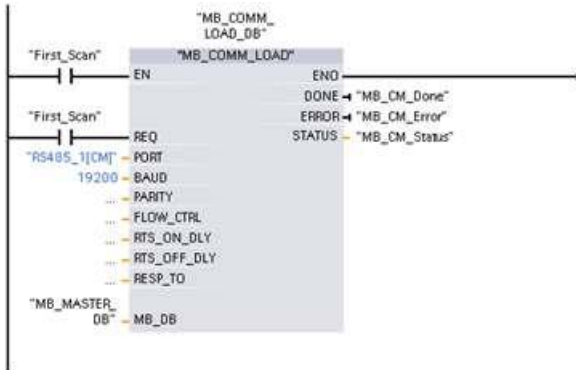 "MB_COMM_
LOAD_DB"
"First_Scan"
"MB_COMM_LOAD"
EN
ENO
DONE
"MB_CM_Done"
"First_Scan"
ERROR
"MB_CM_Error"
REQ
STATUS
"MB_CM_Status"
"RS485_1[CM]"
PORT
19200
BAUD
...
PARITY
...
FLOW_CTRL
...
RTS_ON_DLY
...
RTS_OFF_DLY
...
RESP_TO
"MB_MASTER_
DB"
MB_DB